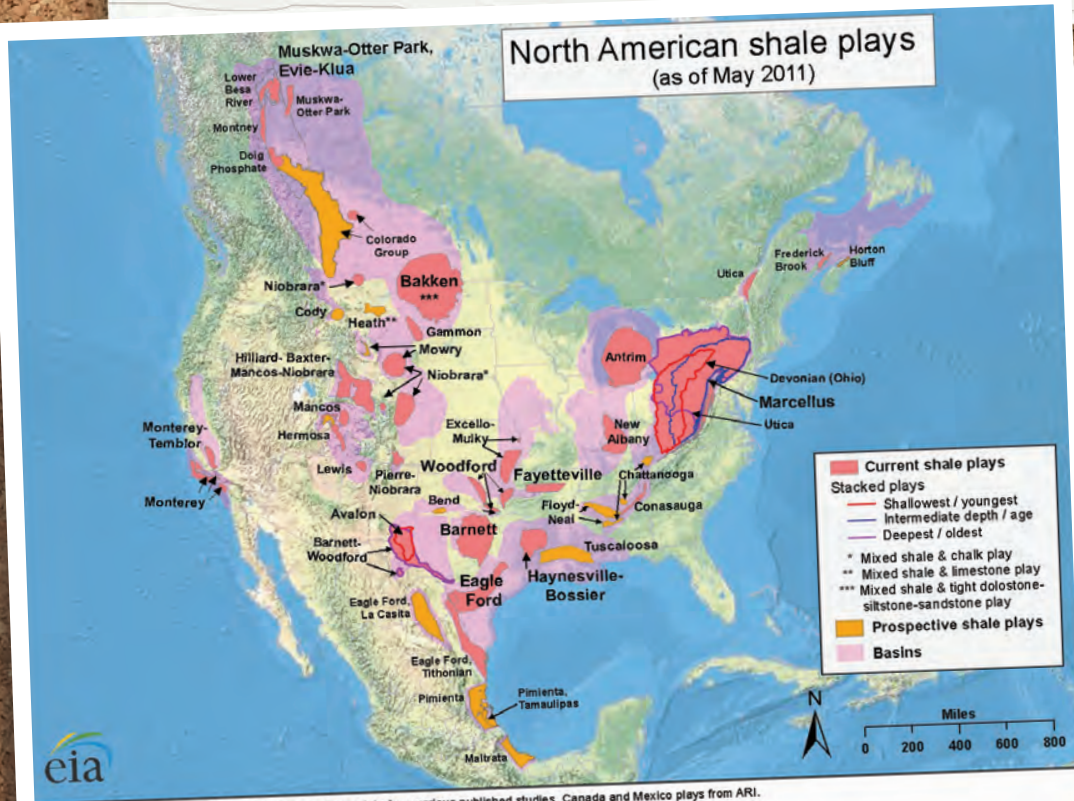 North American shale plays
(as of May 2011)
Muskwa-Otter Park,
Evie-Klua
Lower
Besa
River
Muskwa-
Otter Park
Montney
Doig
Phosphate
Colorado
Group
Niobrara*
Bakken
***
Cody
Heath**
Gammon
Mowry
Hilliard- Baxter-
Mancos-Niobrara
Niobrara*
Mancos
Hermosa
Monterey-
Temblor
Monterey
Lewis
Pierre-
Niobrara
Excello-
Mulky
Woodford
Fayetteville
Bend
Avalon
Barnett
Barnett-
Woodford
Eagle
Ford
Haynesville-
Bossier
Tuscaloosa
Floyd-
Neal
Chattanooga
Conasauga
New
Albany
Antrim
Devonian (Ohio)
Marcellus
Utica
Utica
Frederick
Brook
Horton
Bluff
Eagle Ford,
La Casita
Eagle Ford,
Tithonian
Pimienta
Pimienta,
Tamaulipas
Maltrata
Current shale plays
Stacked plays
Shallowest / youngest
Intermediate depth / age
Deepest / oldest
* Mixed shale & chalk play
** Mixed shale & limestone play
*** Mixed shale & tight dolostone-
siltstone-sandstone play
Prospective shale plays
Basins
N
Miles
0 200 400 600 800
eia
published studies. Canada and Mexico plays from ARI.